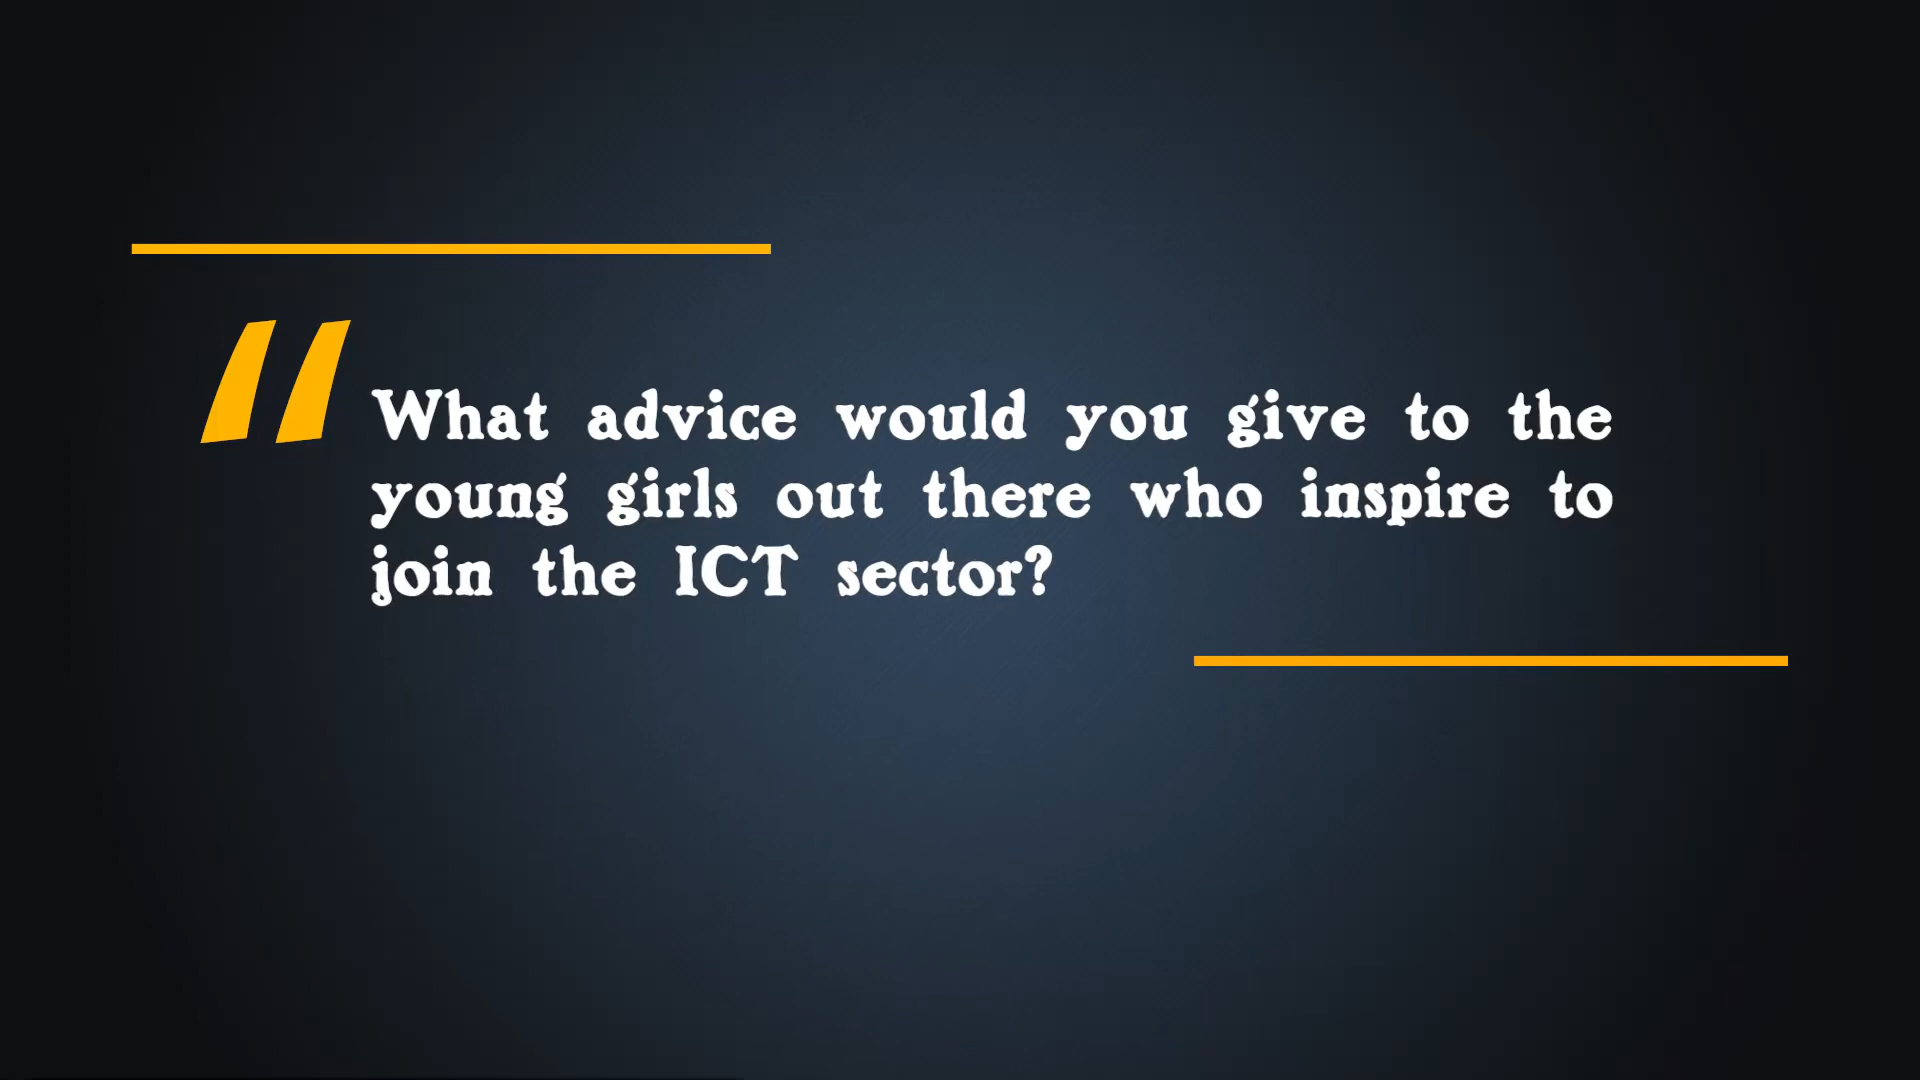 “What advice would you give to the
young girls out there who inspire to
join the ICT sector?